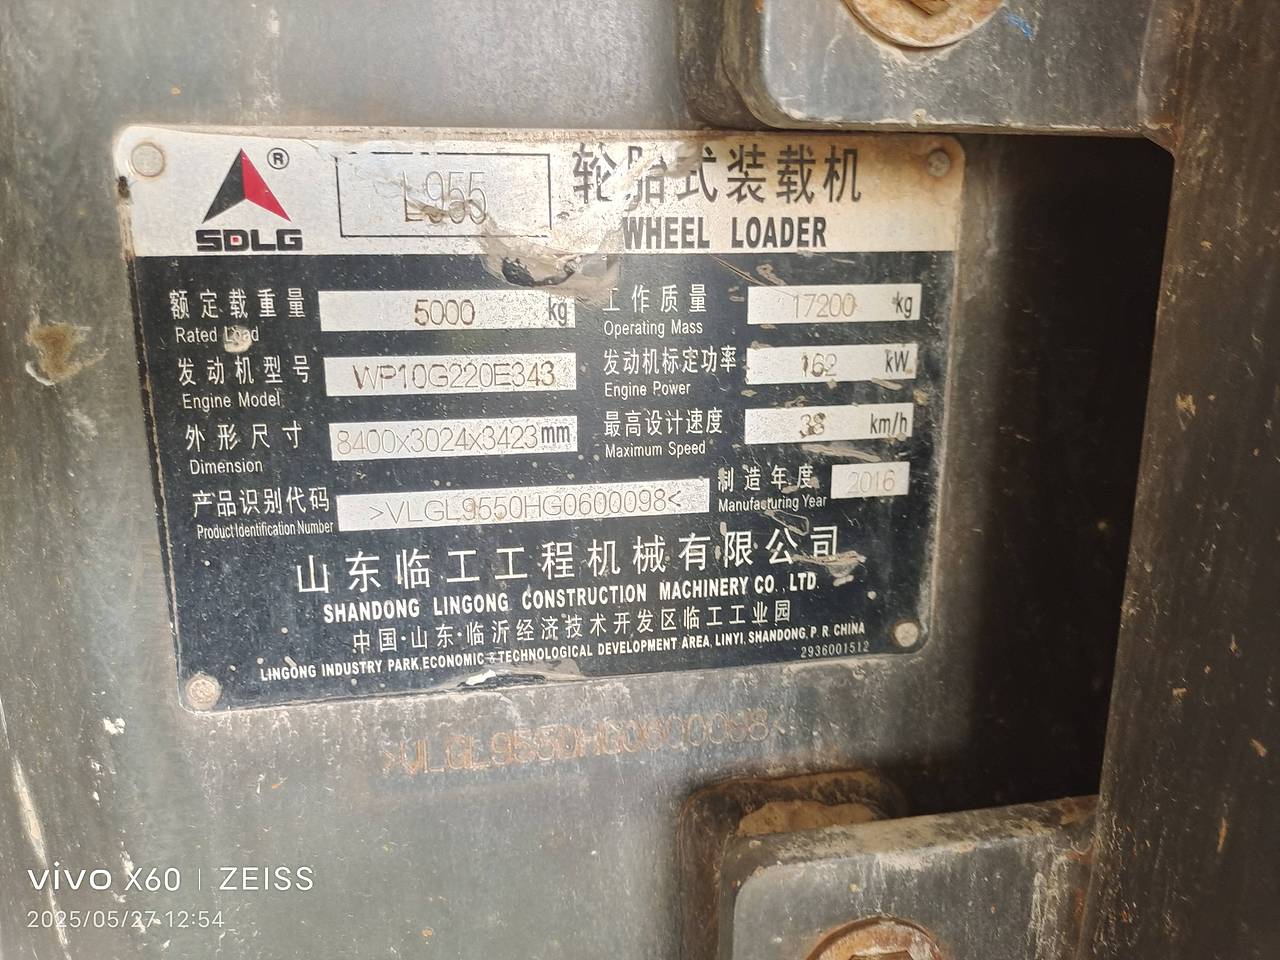 SDLG ®
L955
轮胎式装载机
WHEEL LOADER
额定载重量 5000 kg
Rated Load
工作质量 17200 kg
Operating Mass
发动机型号 WP10G220E343
Engine Model
发动机标定功率 162 kW
Engine Power
外形尺寸 8400x3024x3423mm
Dimension
最高设计速度 38 km/h
Maximum Speed
产品识别代码 >VLGL9550HG0600098<
Product Identification Number
制造年度 2016
Manufacturing Year
山东临工工程机械有限公司
SHANDONG LINGONG CONSTRUCTION MACHINERY CO., LTD.
中国·山东·临沂经济技术开发区临工工业园
LINGONG INDUSTRY PARK, ECONOMIC & TECHNOLOGICAL DEVELOPMENT AREA, LINYI, SHANDONG, P. R. CHINA
2936001512
>VLGL9550HG0600098<
vivo X60 | ZEISS
2025/05/27 12:54